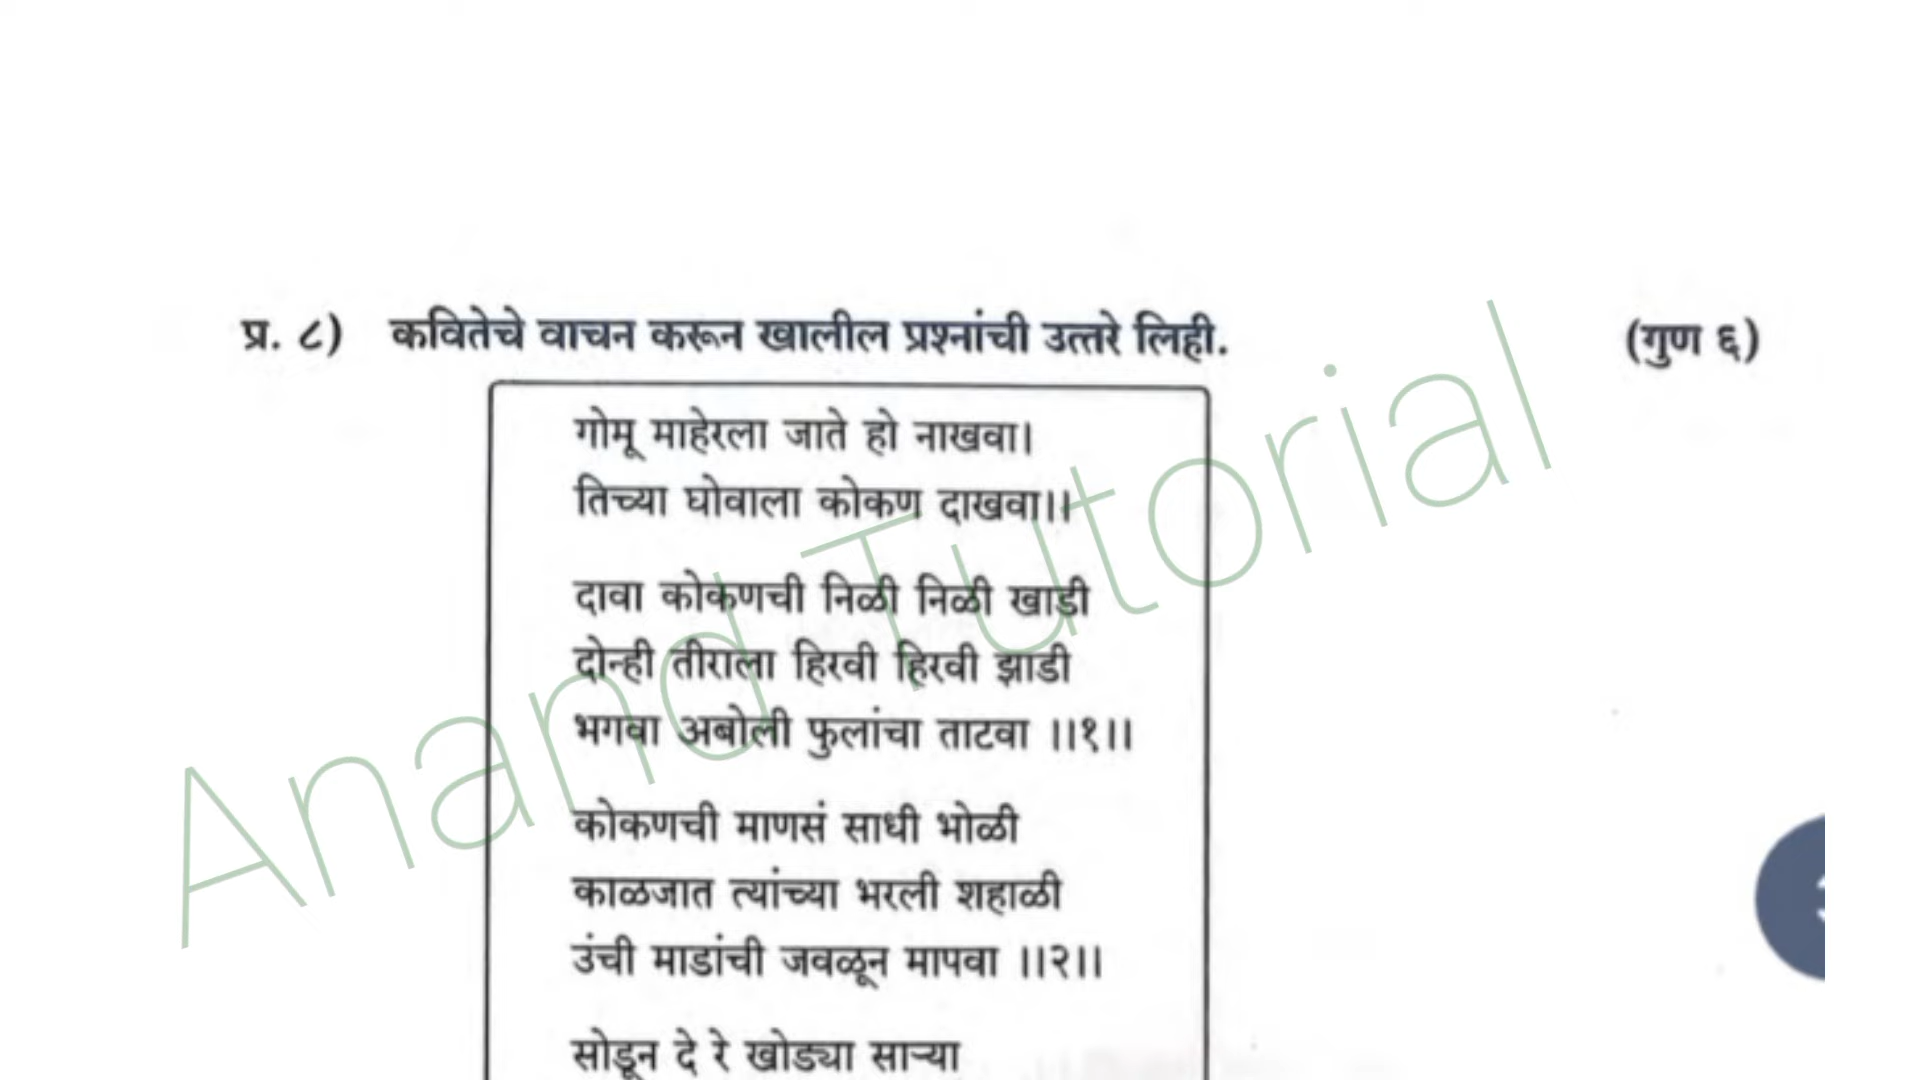 प्र. ८) कवितेचे वाचन करून खालील प्रश्नांची उत्तरे लिही. (गुण ६)
गोमू माहेरला जाते हो नाखवा।
तिच्या घोवाला कोकण दाखवा।।
दावा कोकणची निळी निळी खाडी
दोन्ही तीराला हिरवी हिरवी झाडी
भगवा अबोली फुलांचा ताटवा ।।१।।
कोकणची माणसं साधी भोळी
काळजात त्यांच्या भरली शहाळी
उंची माडांची जवळून मापवा ।।२।।
सोडून दे रे खोड्या साऱ्या
Anand Tutorial